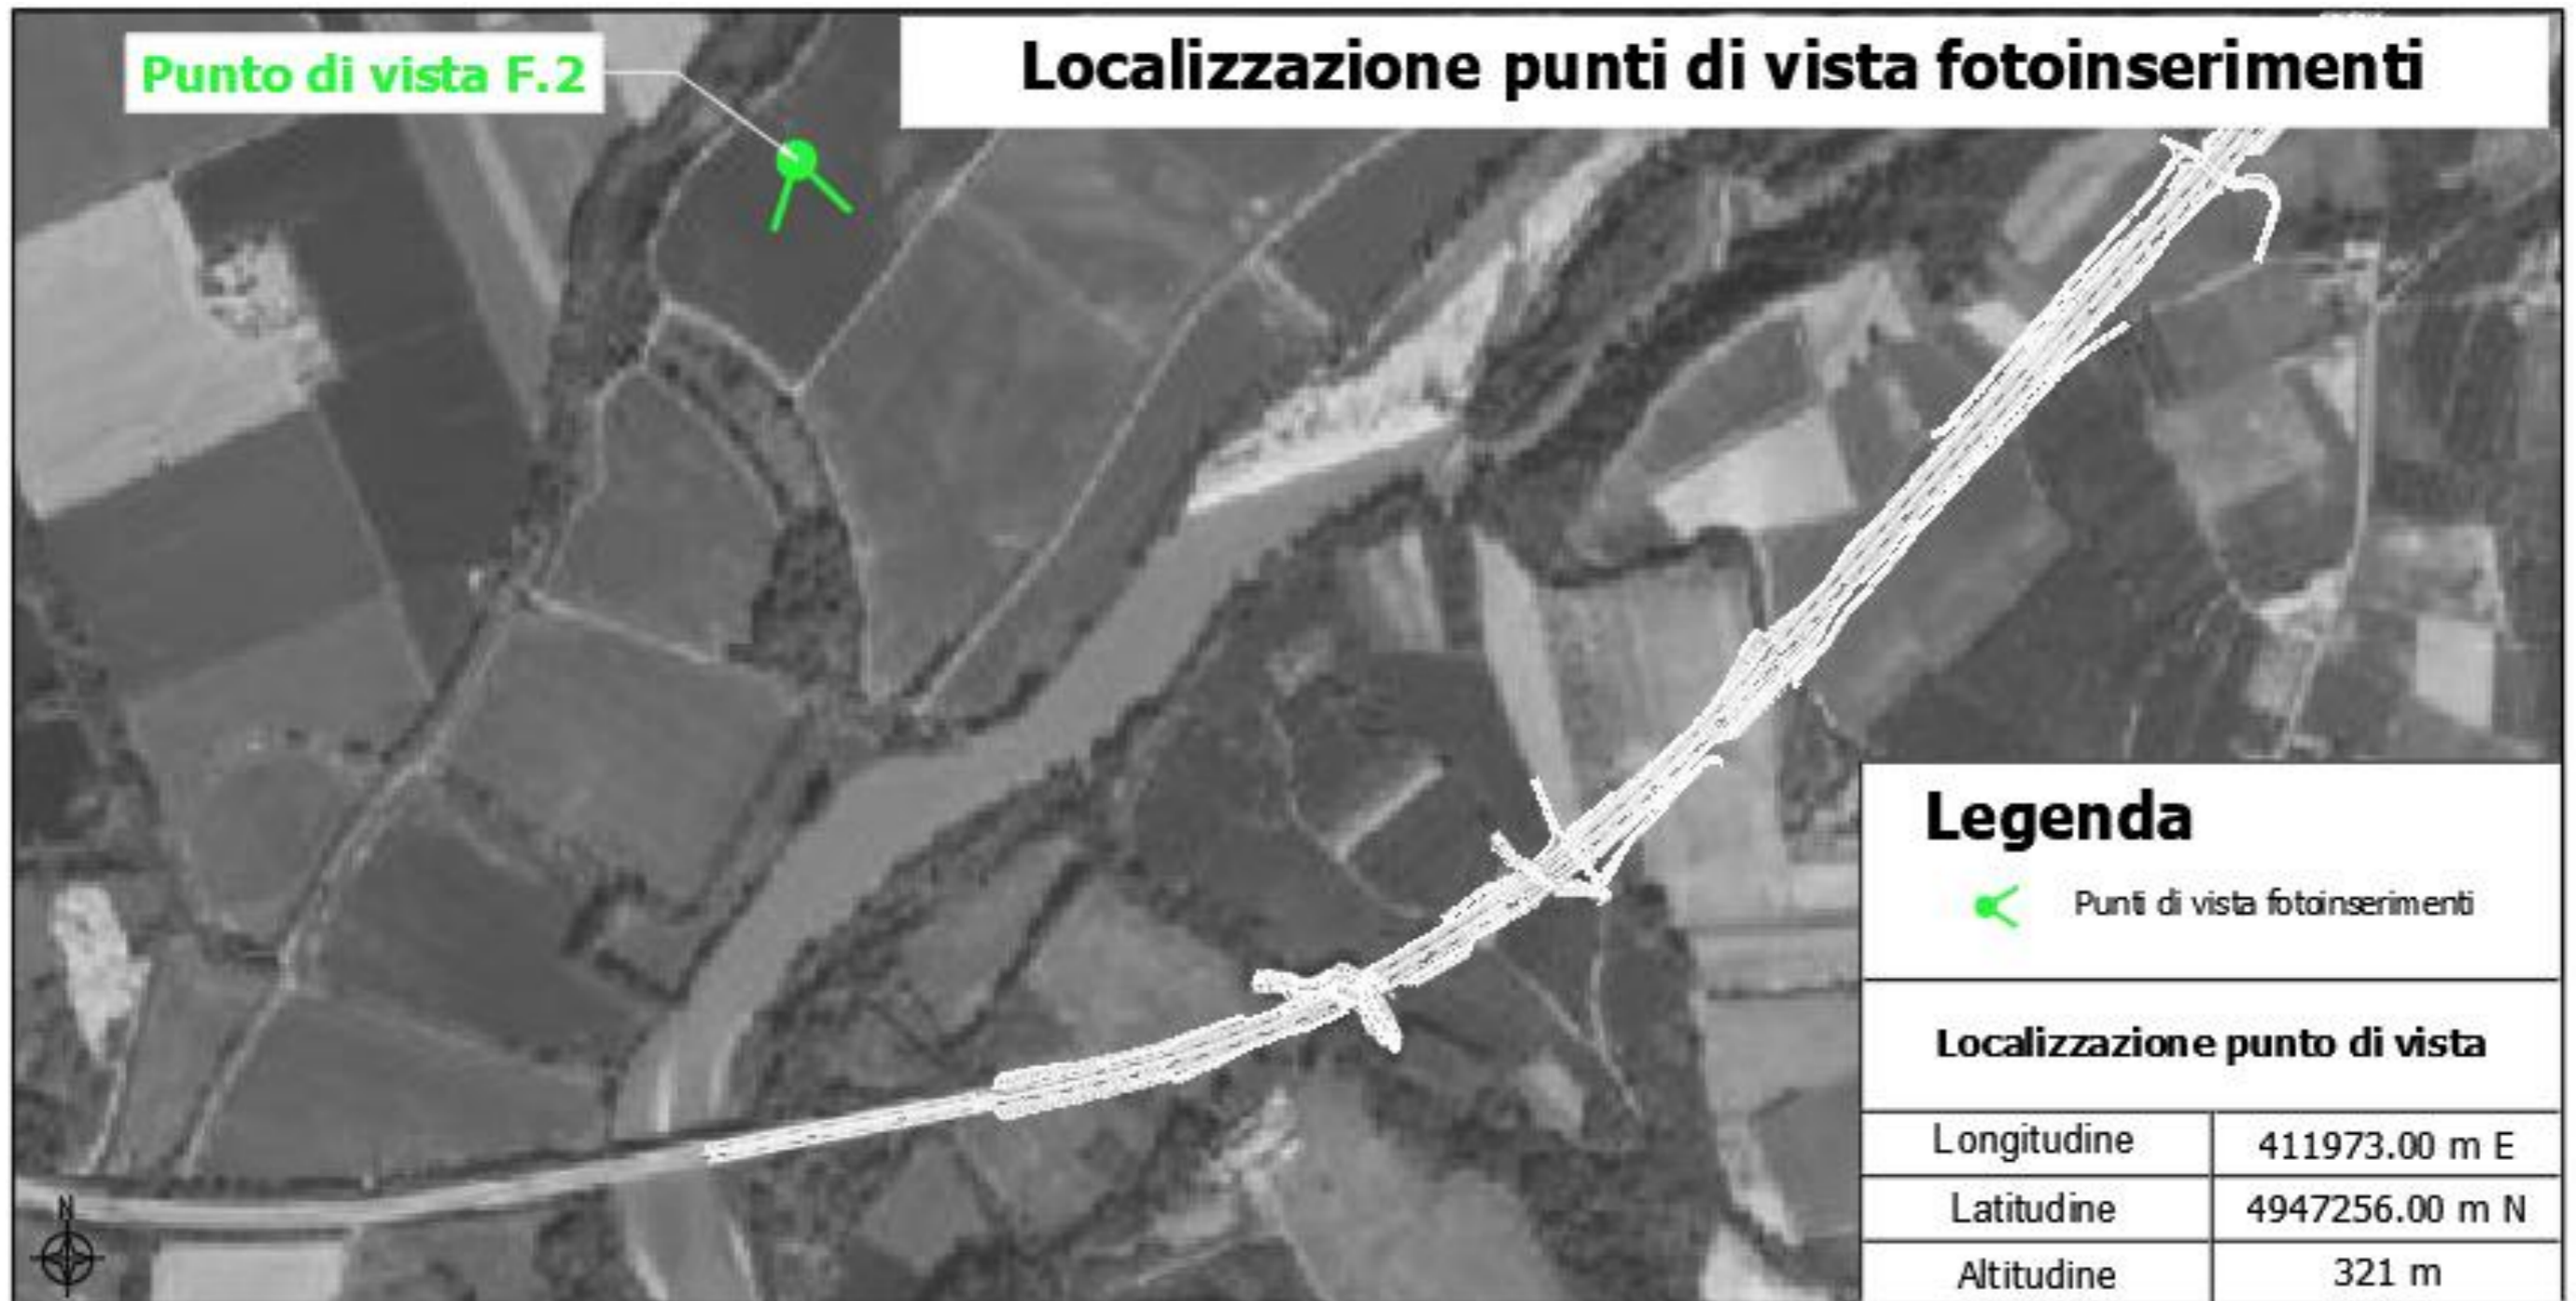 Punto di vista F.2
Localizzazione punti di vista fotoinserimenti
Legenda
Punti di vista fotoinserimenti
Localizzazione punto di vista
Longitudine 411973.00 m E
Latitudine 4947256.00 m N
Altitudine 321 m
N